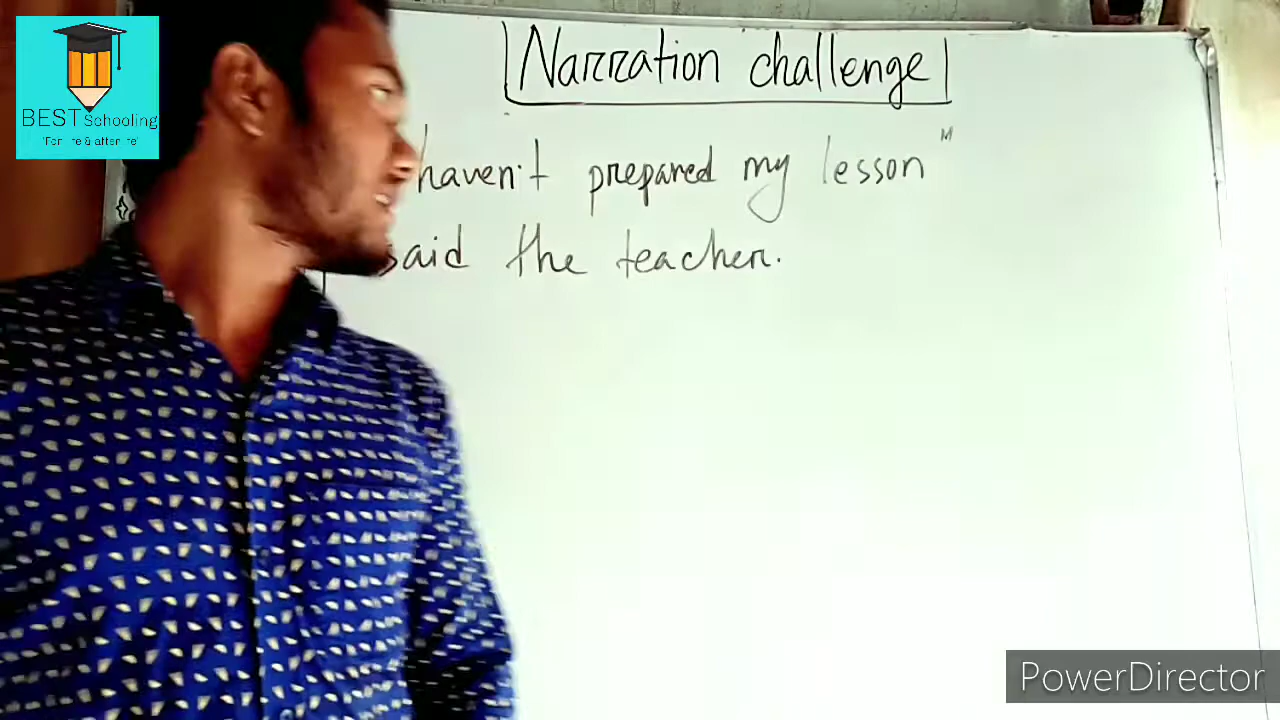 BEST Schooling
Narration challenge
haven't prepared my lesson"
said the teacher.
PowerDirector